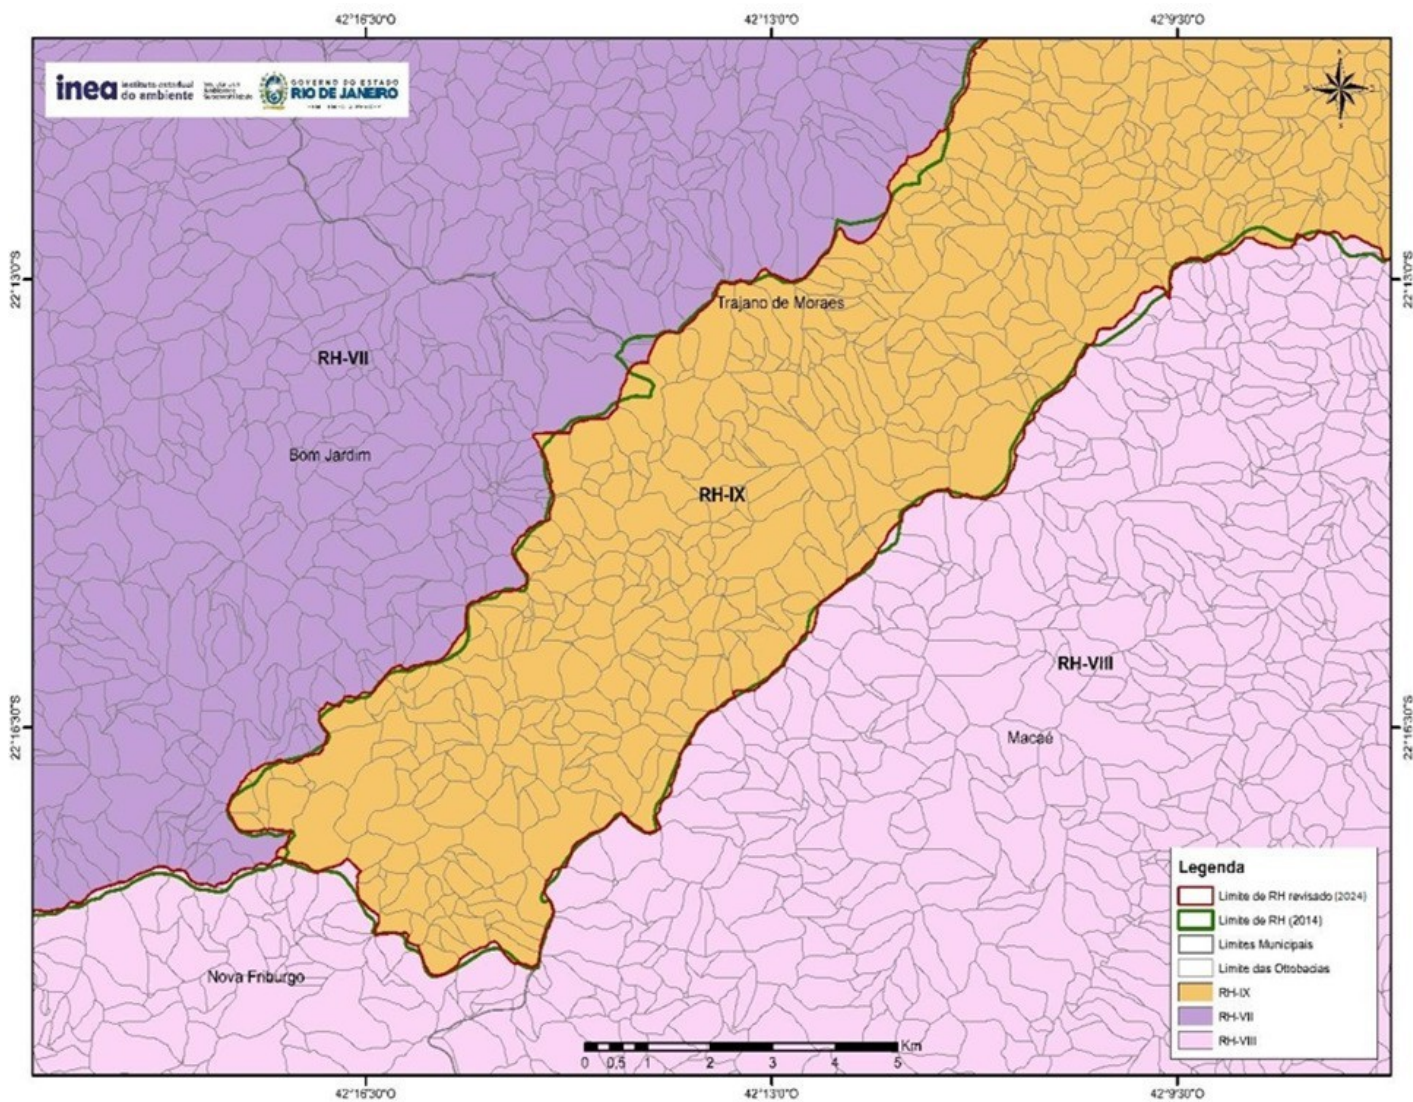 42°16'30"O
42°13'0"O
42°9'30"O
inea instituto estadual do ambiente
GOVERNO DO ESTADO
RIO DE JANEIRO
22°13'0"S
22°13'0"S
Trajano de Moraes
RH-VII
Bom Jardim
RH-IX
RH-VIII
22°16'30"S
22°16'30"S
Macaé
Nova Friburgo
Legenda
Limite de RH revisado (2024)
Limite de RH (2014)
Limites Municipais
Limite das Ottobacias
RH-IX
RH-VII
RH-VIII
Km
0 0,5 1 2 3 4 5
42°16'30"O
42°13'0"O
42°9'30"O